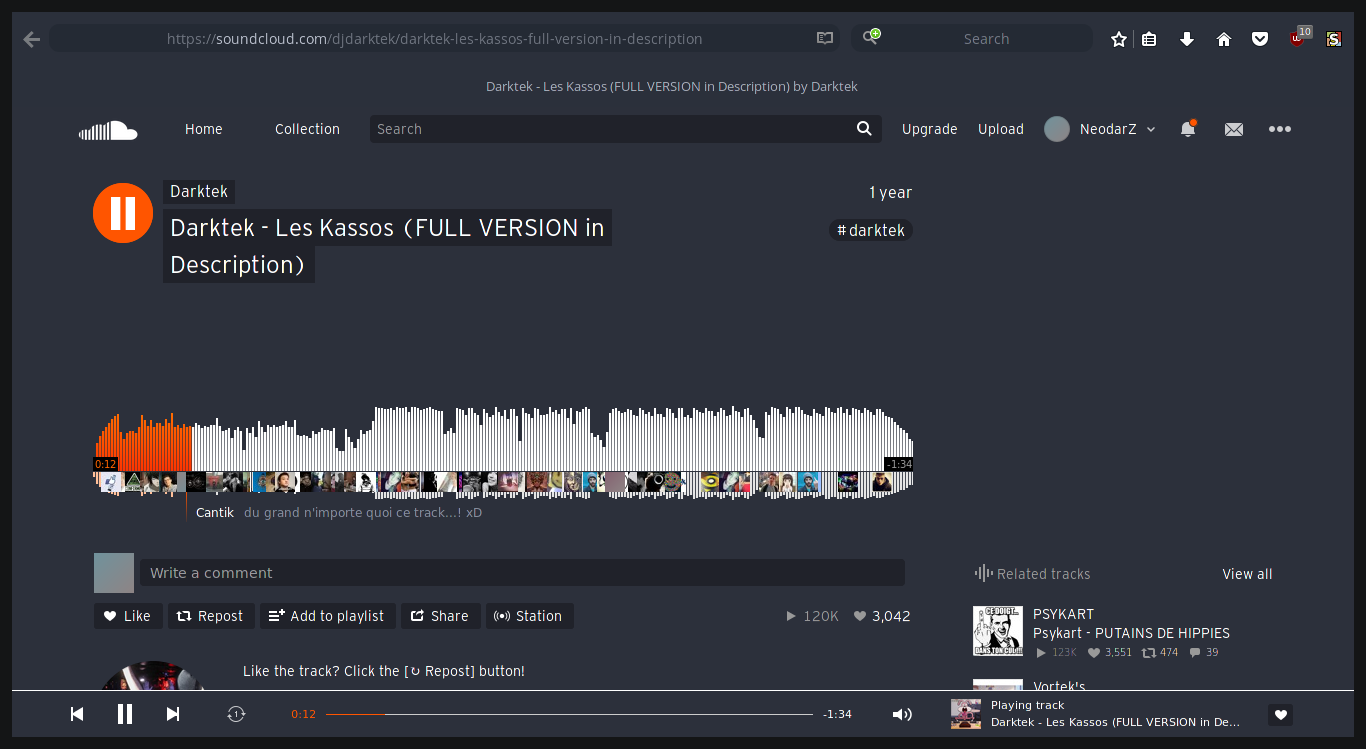 https://soundcloud.com/djdarktek/darktek-les-kassos-full-version-in-description
Search
10
Darktek - Les Kassos (FULL VERSION in Description) by Darktek
Home
Collection
Search
Upgrade
Upload
NeodarZ
Darktek
1 year
Darktek - Les Kassos (FULL VERSION in
Description)
# darktek
0:12
-1:34
Cantik du grand n'importe quoi ce track...! xD
Write a comment
Related tracks
View all
Like
Repost
Add to playlist
Share
Station
120K
3,042
PSYKART
Psykart - PUTAINS DE HIPPIES
123K
3,551
474
39
CE DOIGT...
DANS TON CUL!!!
Like the track? Click the [↻ Repost] button!
Vortek's
1
0:12
-1:34
Playing track
Darktek - Les Kassos (FULL VERSION in De...